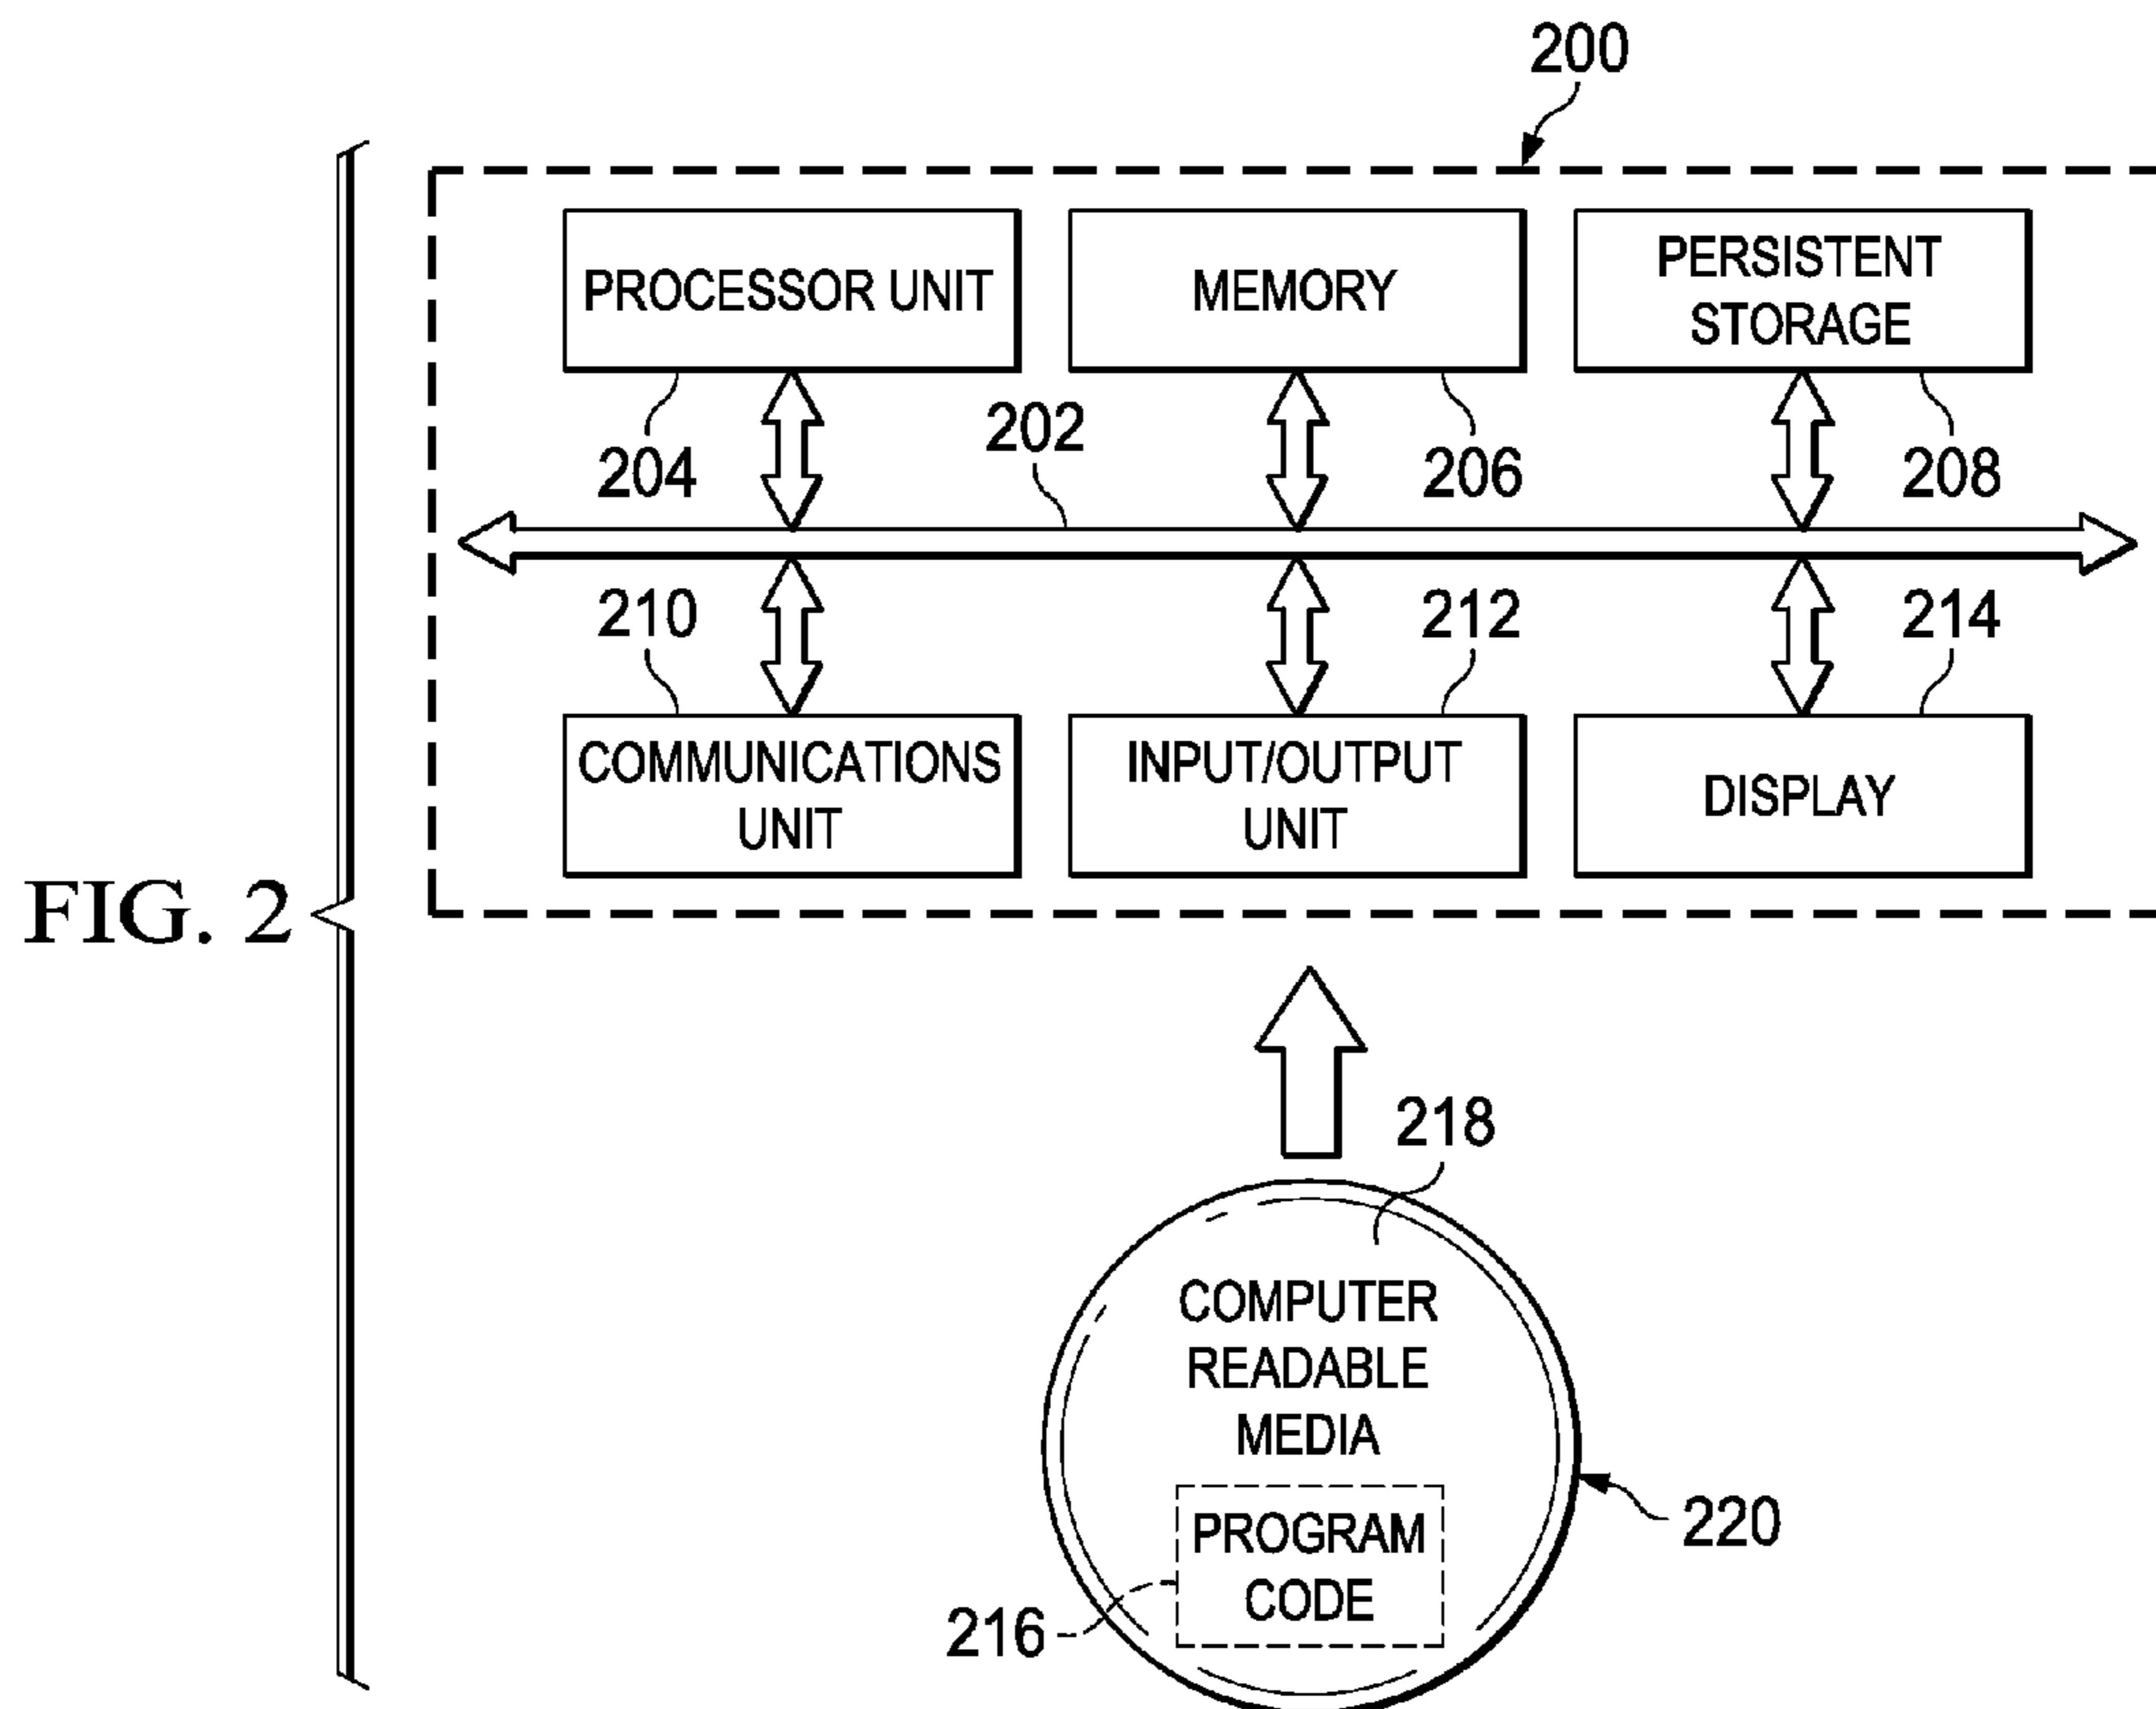 200
PROCESSOR UNIT
MEMORY
PERSISTENT
STORAGE
204
202
206
208
210
212
214
COMMUNICATIONS
UNIT
INPUT/OUTPUT
UNIT
DISPLAY
FIG. 2
218
COMPUTER
READABLE
MEDIA
PROGRAM
CODE
220
216